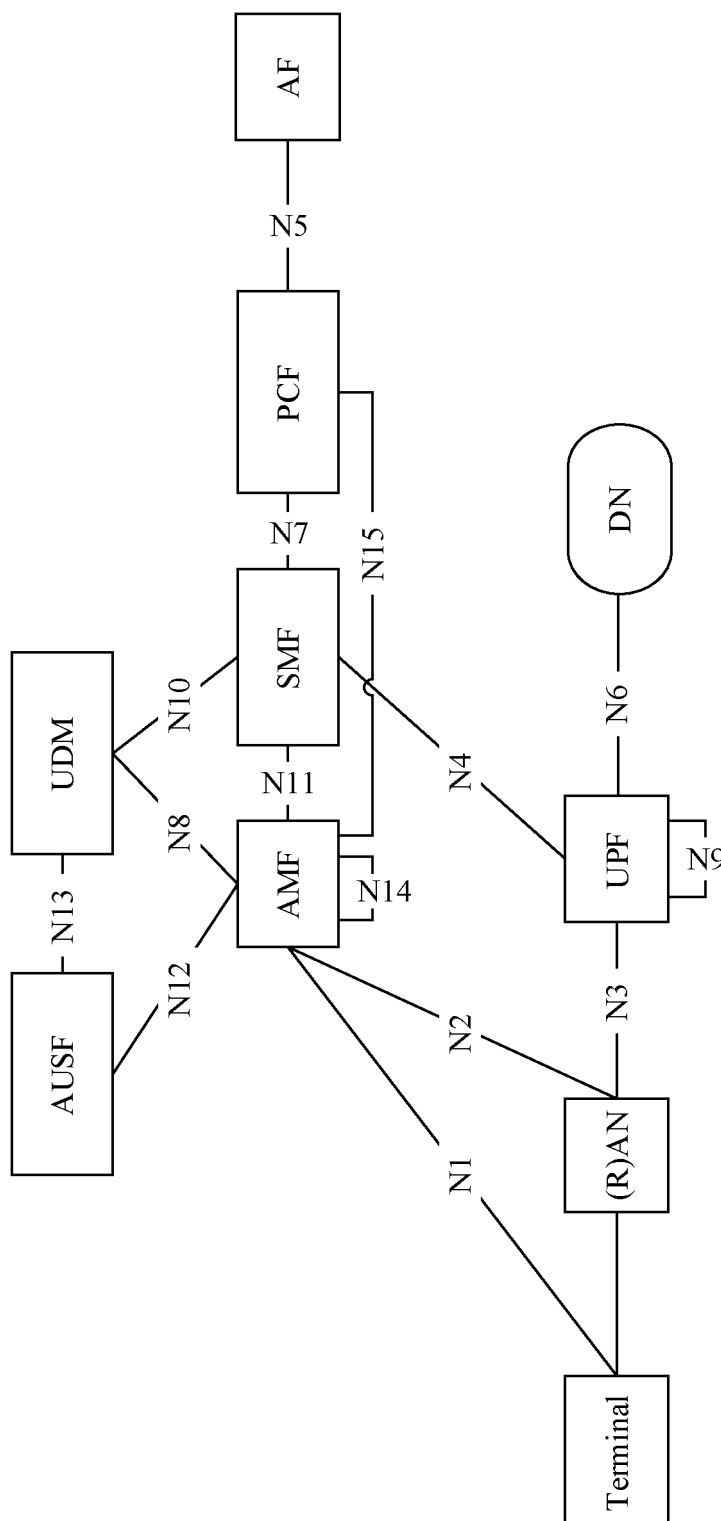 AUSF
N13
UDM
N12
N8
N10
AMF
N11
SMF
N7
PCF
N5
AF
N14
N15
N1
N2
N4
Terminal
(R)AN
N3
UPF
N6
DN
N9